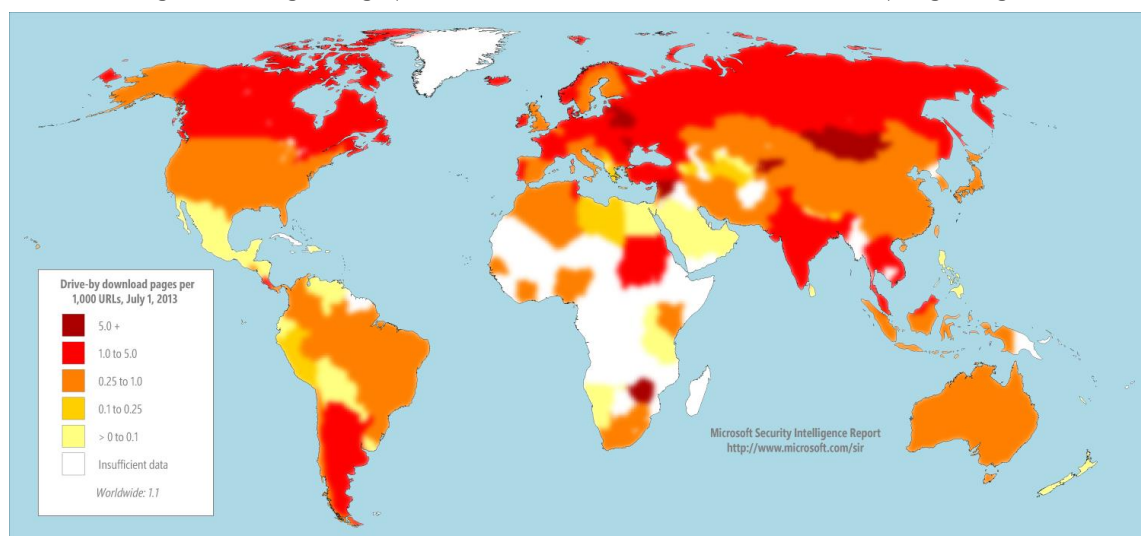 Drive-by download pages per
1,000 URLs, July 1, 2013
5.0 +
1.0 to 5.0
0.25 to 1.0
0.1 to 0.25
> 0 to 0.1
Insufficient data
Worldwide: 1.1
Microsoft Security Intelligence Report
http://www.microsoft.com/sir